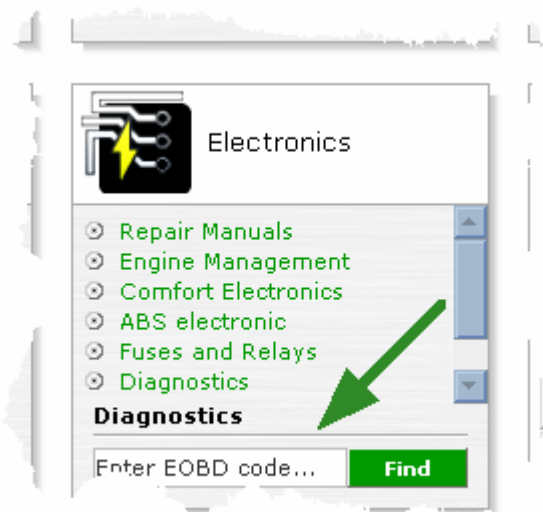 Electronics
Repair Manuals
Engine Management
Comfort Electronics
ABS electronic
Fuses and Relays
Diagnostics
Diagnostics
Enter EOBD code...
Find